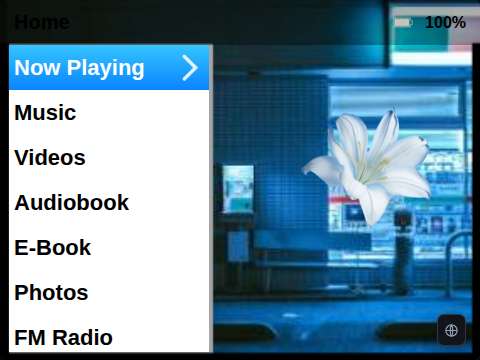 Home
100%
Now Playing
Music
Videos
Audiobook
E-Book
Photos
FM Radio